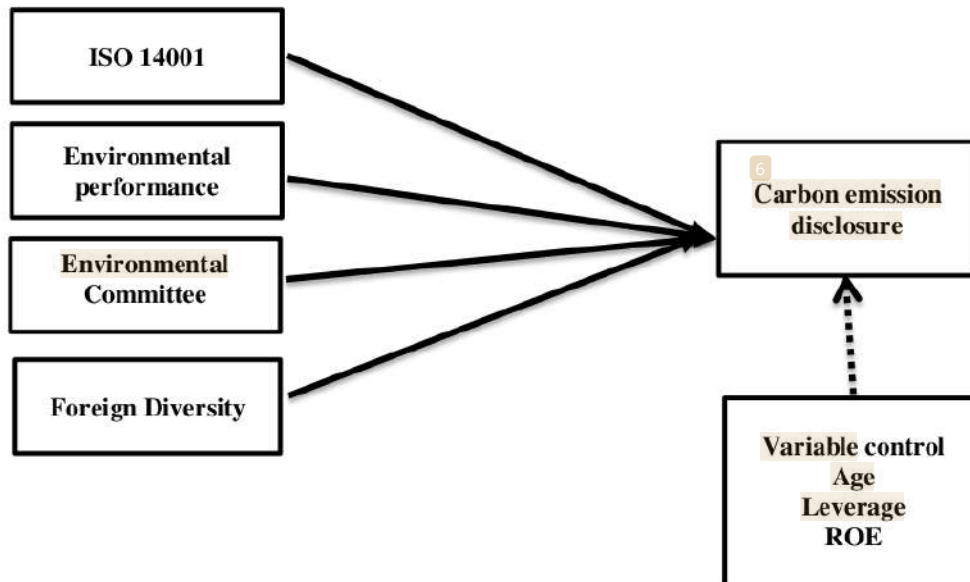 ISO 14001
Environmental
performance
Environmental
Committee
Foreign Diversity
6
Carbon emission
disclosure
Variable control
Age
Leverage
ROE